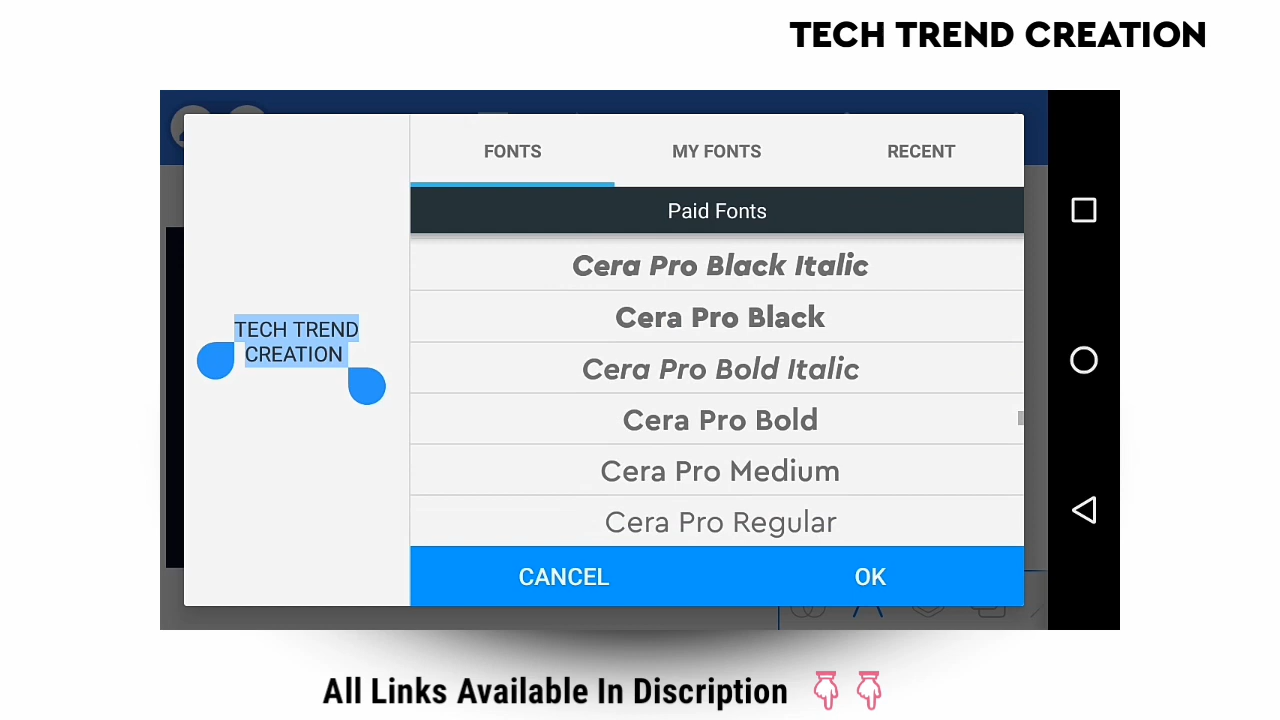 TECH TREND CREATION
FONTS
MY FONTS
RECENT
Paid Fonts
TECH TREND
CREATION
Cera Pro Black Italic
Cera Pro Black
Cera Pro Bold Italic
Cera Pro Bold
Cera Pro Medium
Cera Pro Regular
CANCEL
OK
All Links Available In Discription